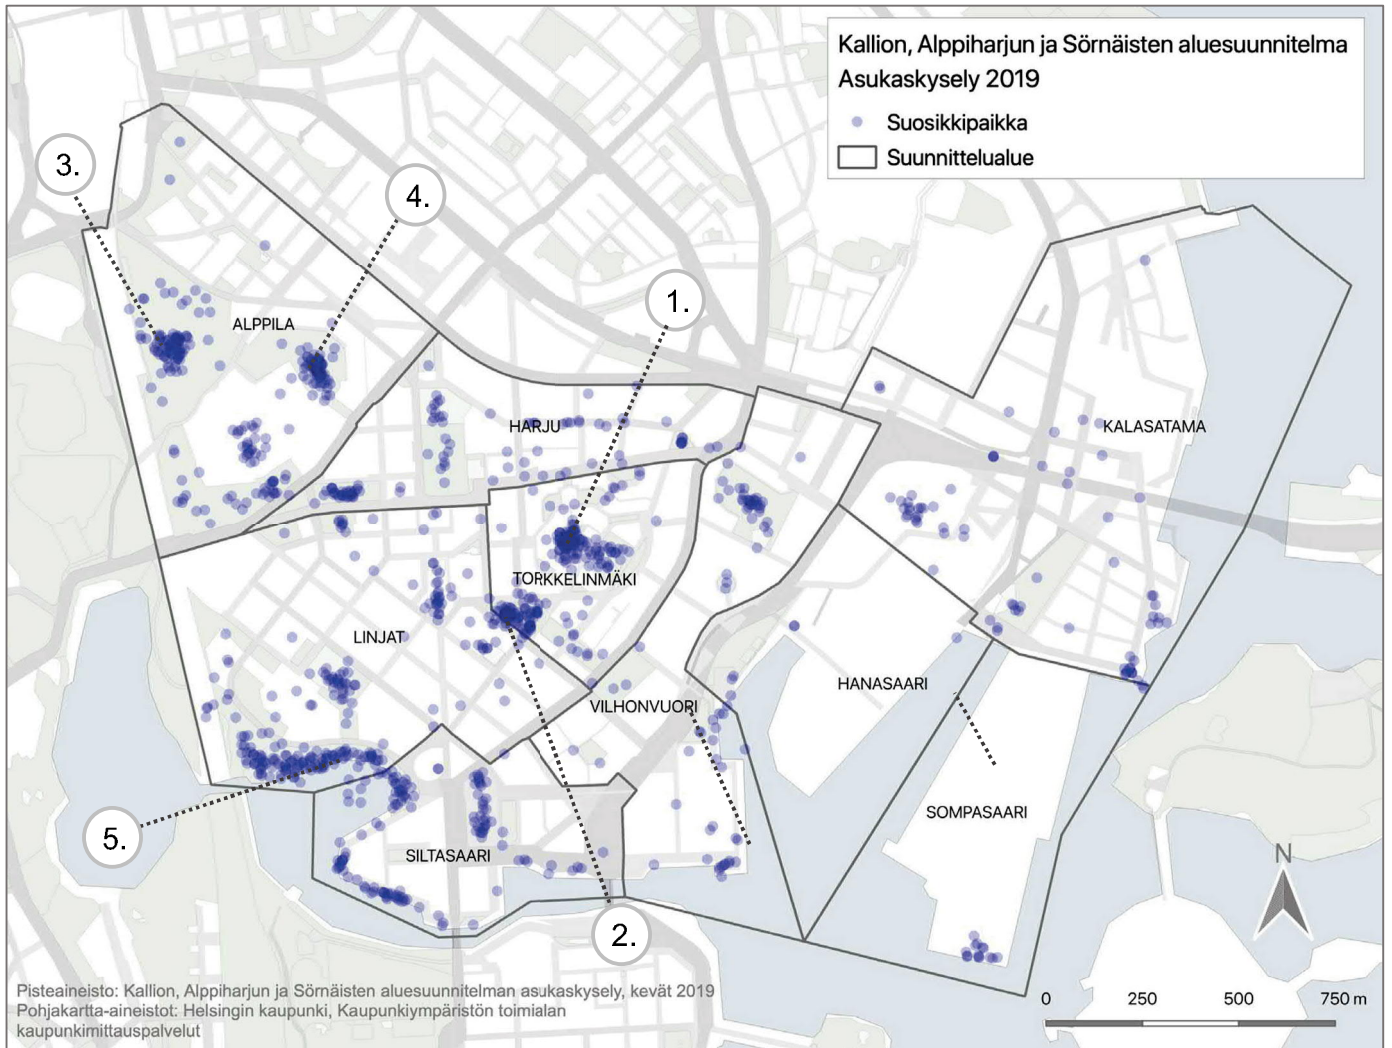 Kallion, Alppiharjun ja Sörnäisten aluesuunnitelma
Asukaskysely 2019
Suosikkipaikka
Suunnittelualue
3.
4.
1.
ALPPILA
HARJU
KALASATAMA
TORKKELINMÄKI
LINJAT
HANASAARI
VILHONVUORI
SOMPASAARI
5.
SILTASAARI
N
2.
Pisteaineisto: Kallion, Alppiharjun ja Sörnäisten aluesuunnitelman asukaskysely, kevät 2019
Pohjakartta-aineistot: Helsingin kaupunki, Kaupunkiympäristön toimialan
kaupunkimittauspalvelut
0 250 500 750 m